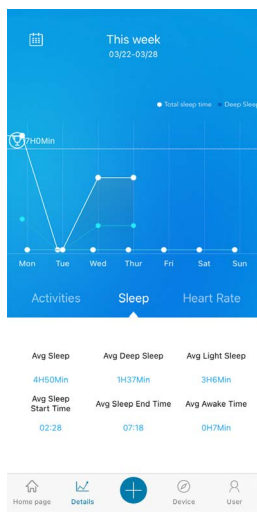 This week
03/22-03/28
Total sleep time Deep Sleep
7H0Min
Mon Tue Wed Thur Fri Sat Sun
Activities Sleep Heart Rate
Avg Sleep Avg Deep Sleep Avg Light Sleep
4H50Min 1H37Min 3H6Min
Avg Sleep
Start Time Avg Sleep End Time Avg Awake Time
02:28 07:18 0H7Min
Home page Details Device User